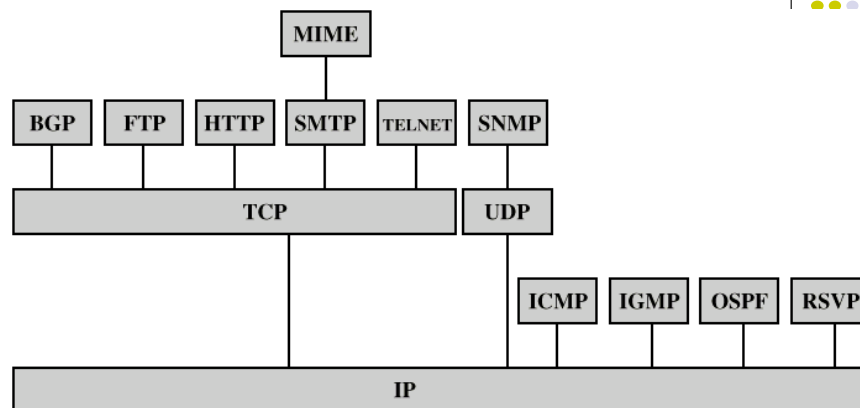 MIME
BGP FTP HTTP SMTP TELNET SNMP
TCP UDP
ICMP IGMP OSPF RSVP
IP